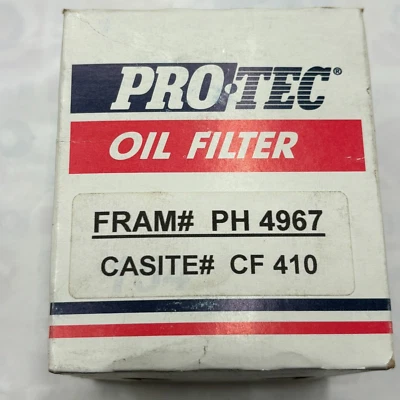 PRO·TEC®
OIL FILTER
FRAM# PH 4967
CASITE# CF 410